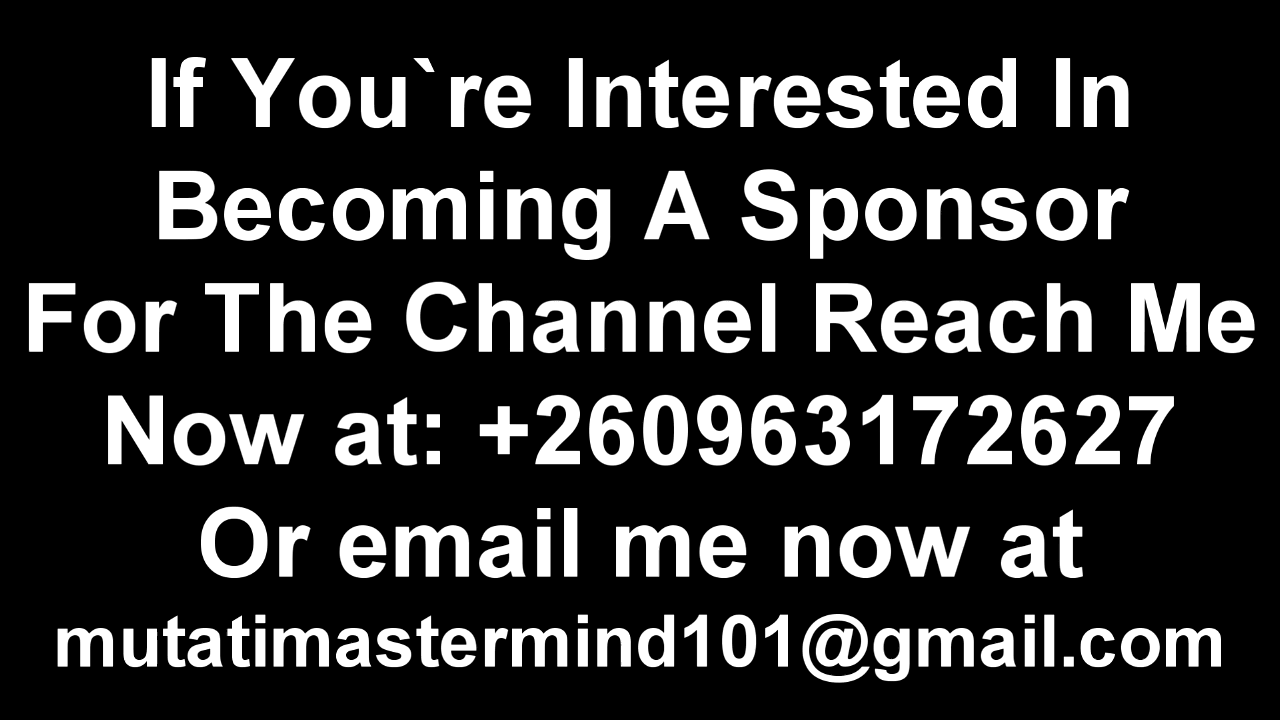 If You`re Interested In
Becoming A Sponsor
For The Channel Reach Me
Now at: +260963172627
Or email me now at
mutatimastermind101@gmail.com